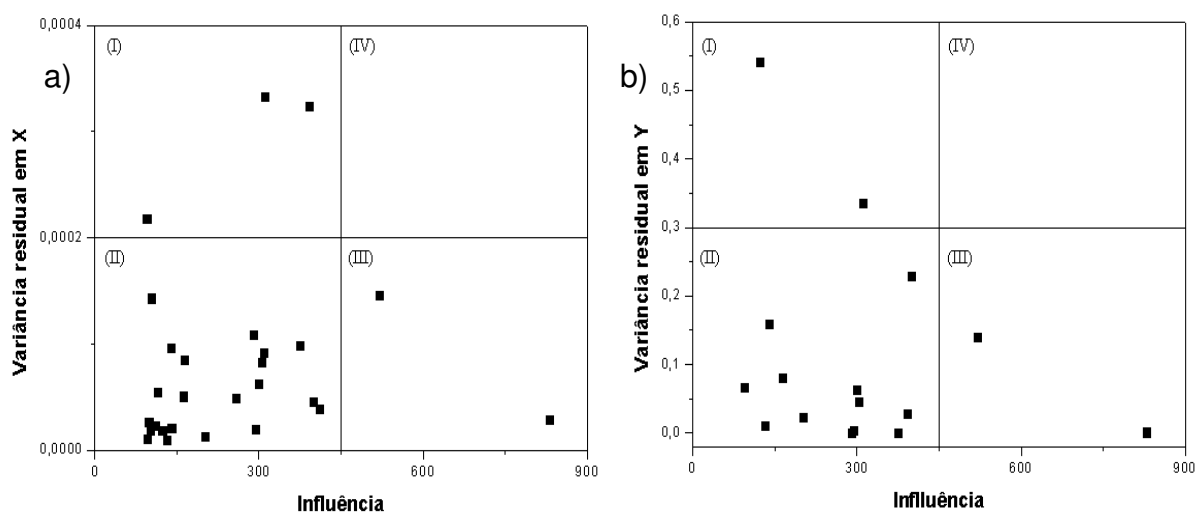 a)
Variância residual em X
0,0004
0,0002
0,0000
(I)
(IV)
(II)
(III)
0
300
600
900
Influência
b)
Variância residual em Y
0,6
0,5
0,4
0,3
0,2
0,1
0,0
(I)
(IV)
(II)
(III)
0
300
600
900
Influência